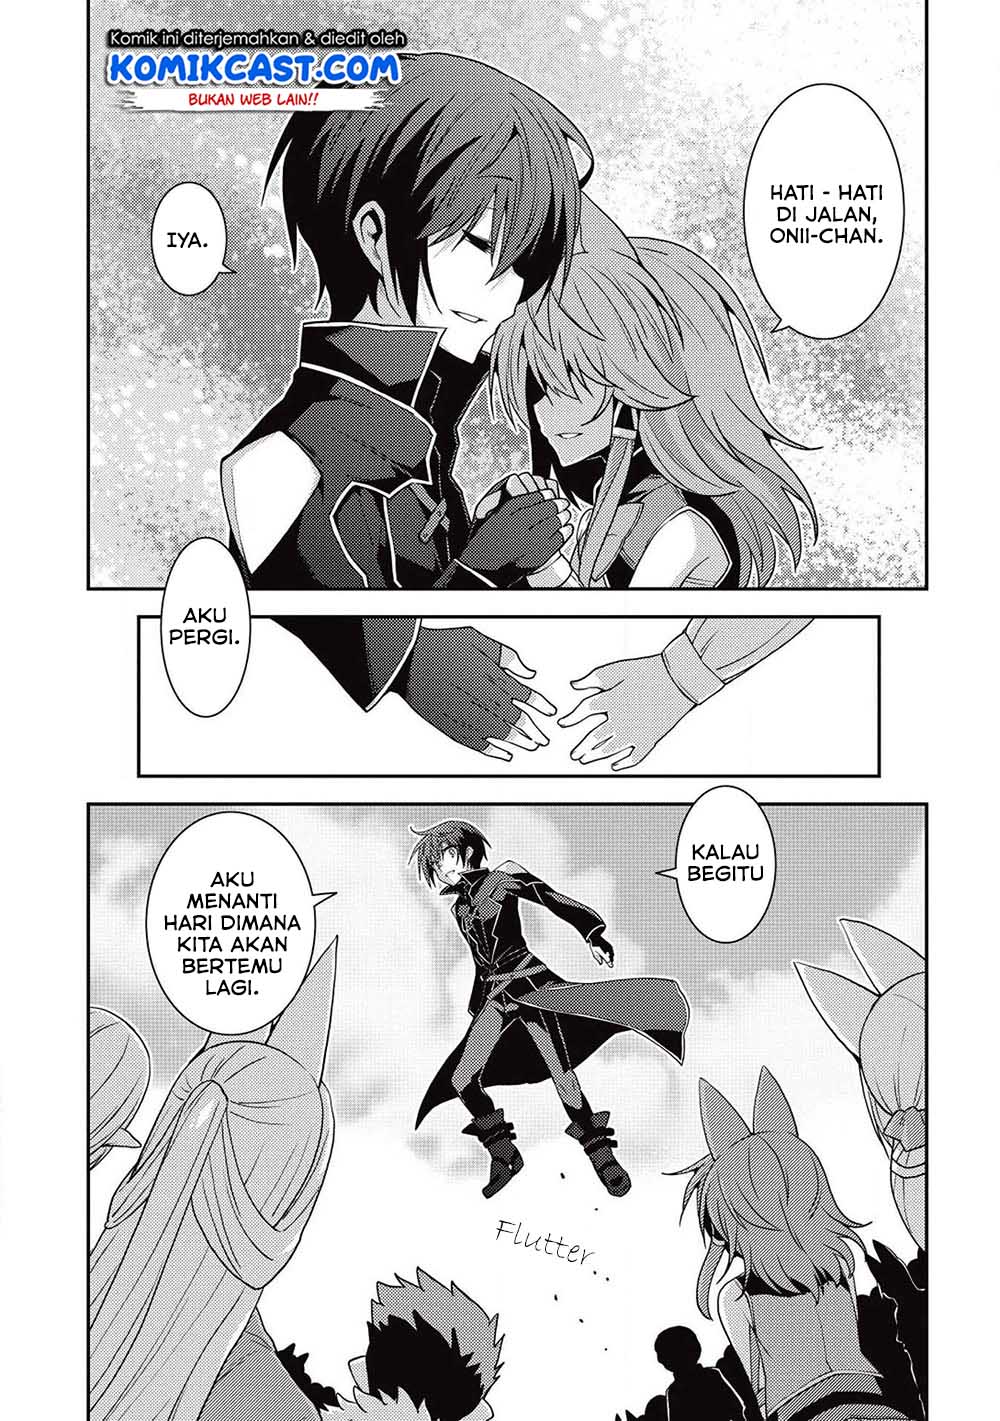 Komik ini diterjemahkan & diedit oleh
KOMIKCAST.COM
BUKAN WEB LAIN!!
HATI - HATI
DI JALAN,
ONII-CHAN.
IYA.
AKU
PERGI.
KALAU
BEGITU
AKU
MENANTI
HARI DIMANA
KITA AKAN
BERTEMU
LAGI.
Flutter...